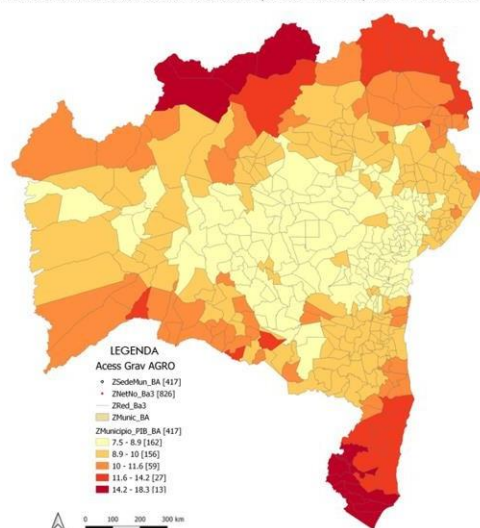 LEGENDA
Acess Grav AGRO
ZSedeMun_BA [417]
ZNetNo_Ba3 [826]
ZRed_Ba3
ZMunic_BA
ZMunicipio_PIB_BA [417]
7.5 - 8.9 [162]
8.9 - 10 [156]
10 - 11.6 [59]
11.6 - 14.2 [27]
14.2 - 18.3 [13]
0 100 200 300 km